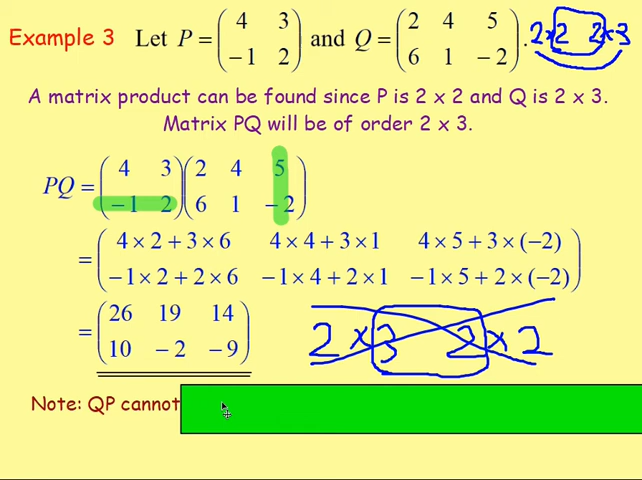 Example 3 Let P = ( 4 3 ; −1 2 ) and Q = ( 2 4 5 ; 6 1 −2 ). 2×2 2×3
A matrix product can be found since P is 2 x 2 and Q is 2 x 3.
Matrix PQ will be of order 2 x 3.
PQ = ( 4 3 ; −1 2 )( 2 4 5 ; 6 1 −2 )
= ( 4×2+3×6 4×4+3×1 4×5+3×(−2) ; −1×2+2×6 −1×4+2×1 −1×5+2×(−2) )
= ( 26 19 14 ; 10 −2 −9 ) 2×3 2×2
Note: QP cannot